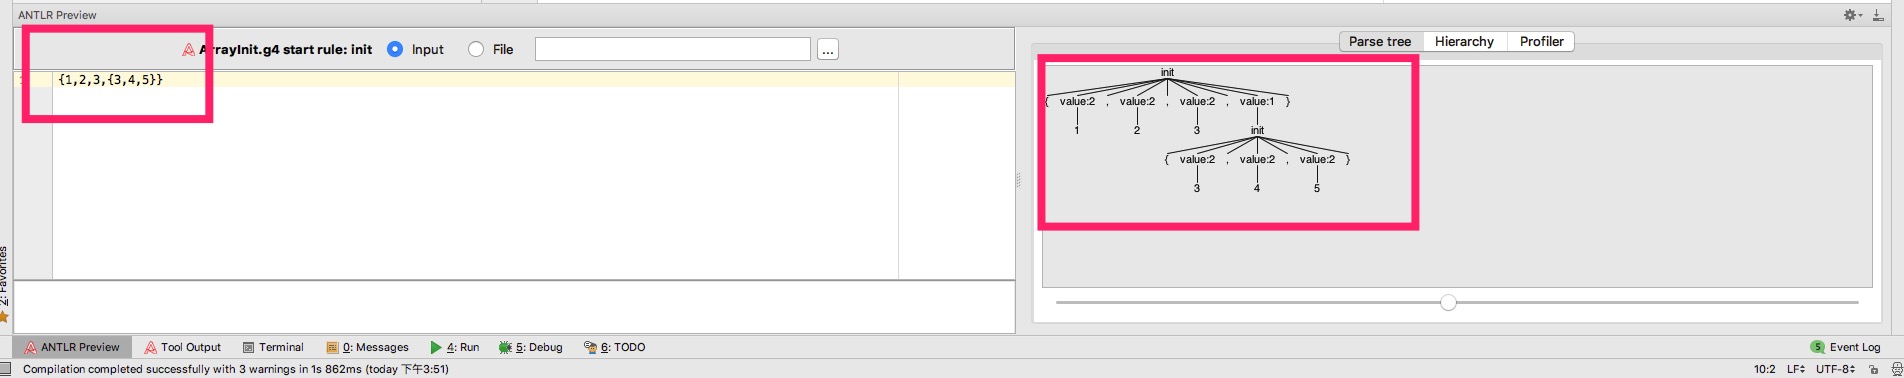 ANTLR Preview
ArrayInit.g4 start rule: init Input File ...
{1,2,3,{3,4,5}}
Parse tree Hierarchy Profiler
init
{ value:2 , value:2 , value:2 , value:1 }
1 2 3 init
{ value:2 , value:2 , value:2 }
3 4 5
2: Favorites
ANTLR Preview Tool Output Terminal 0: Messages 4: Run 5: Debug 6: TODO 5 Event Log
Compilation completed successfully with 3 warnings in 1s 862ms (today 下午3:51) 10:2 LF UTF-8